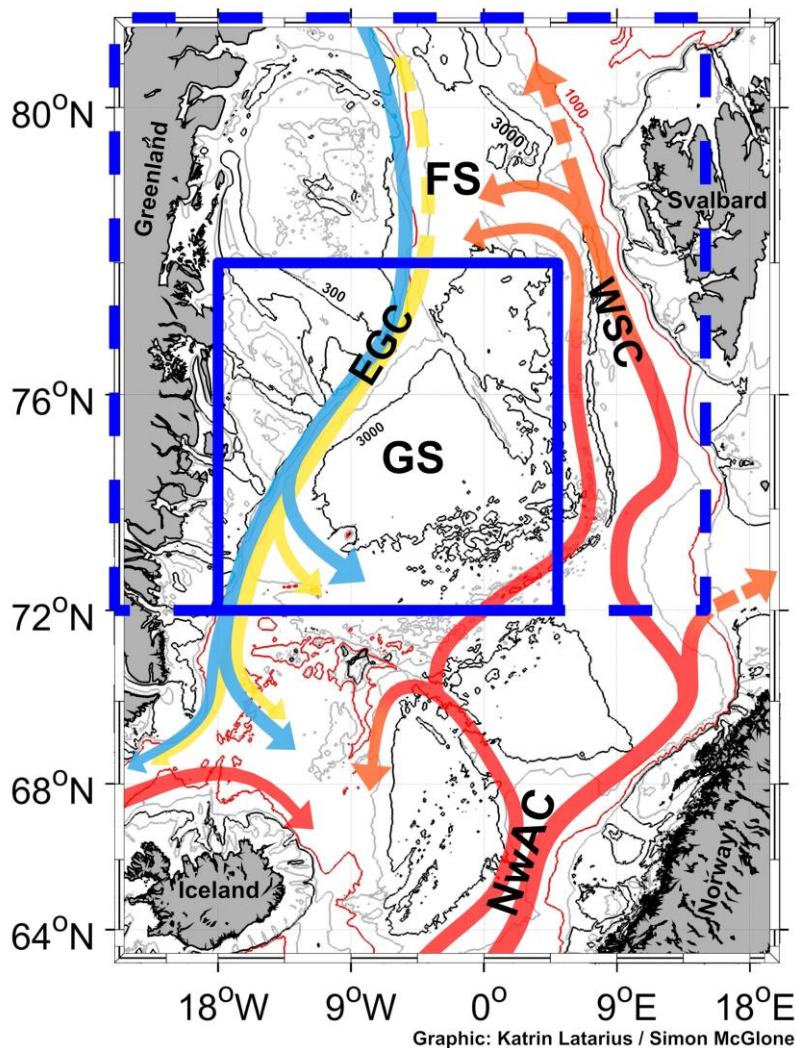 80°N
76°N
72°N
68°N
64°N
18°W
9°W
0°
9°E
18°E
Greenland
Svalbard
FS
3000
1000
300
EGC
WSC
3000
GS
NwAC
Iceland
Norway
Graphic: Katrin Latarius / Simon McGlone